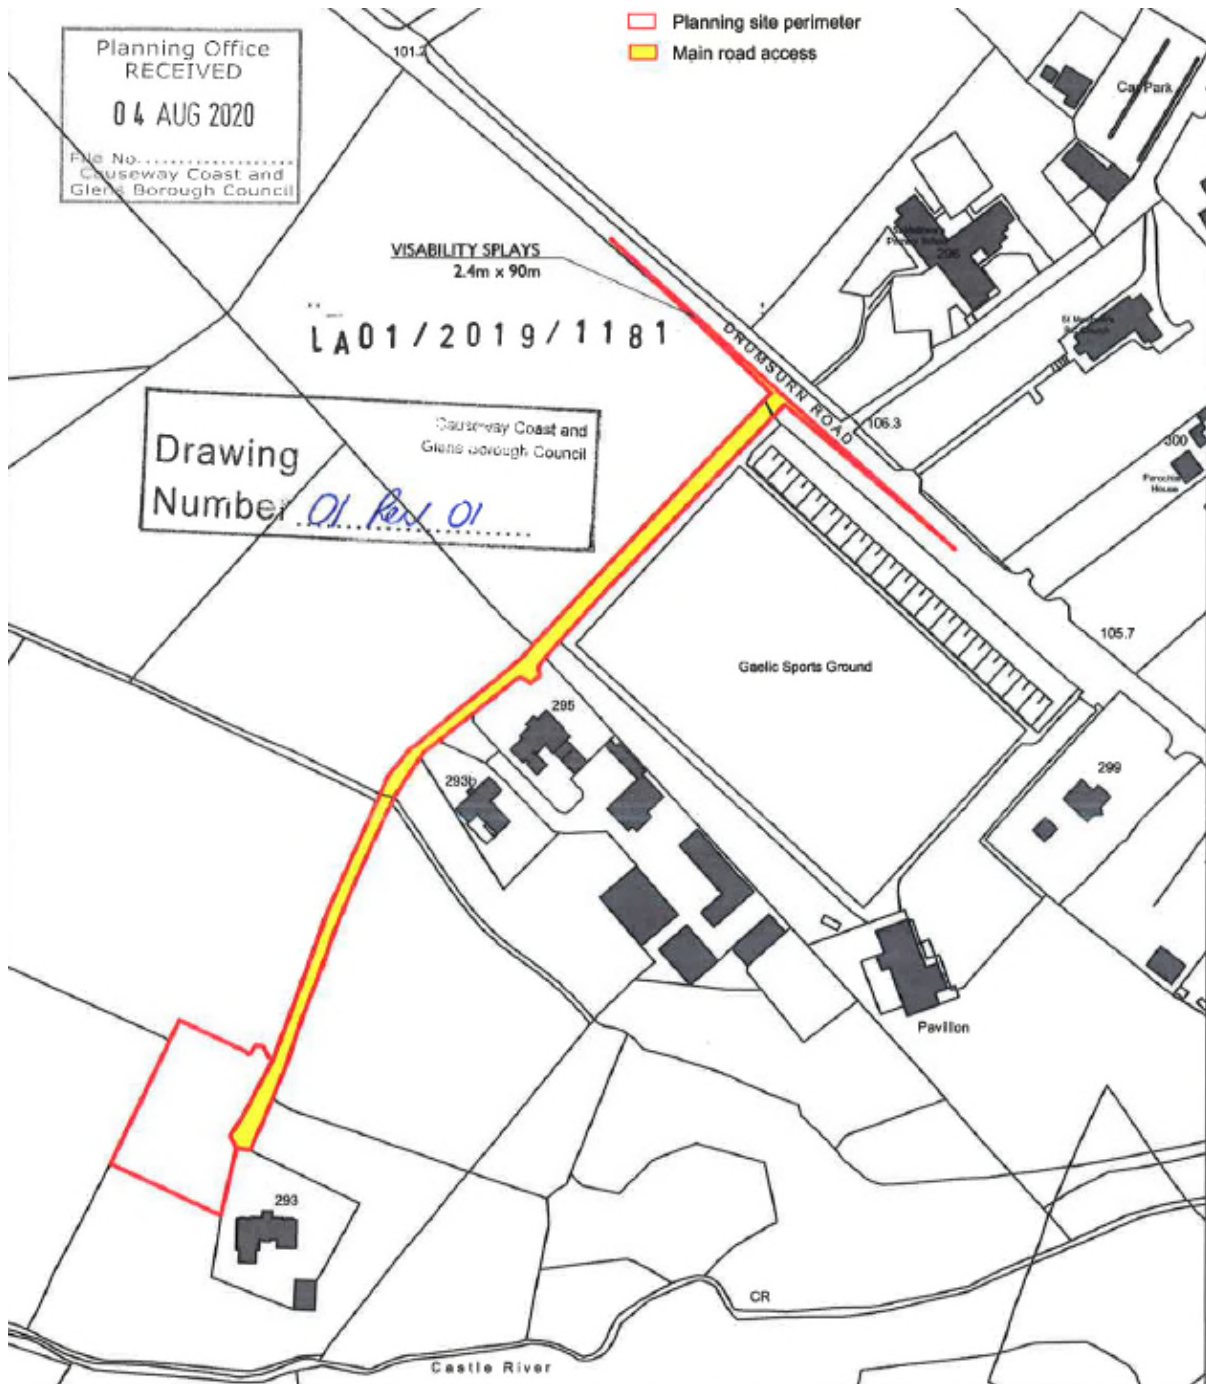 Planning Office
RECEIVED
04 AUG 2020
File No
Causeway Coast and
Glens Borough Council
Planning site perimeter
Main road access
101.2
Car Park
VISABILITY SPLAYS
2.4m x 90m
LA01/2019/1181
DRUMSURN ROAD
Primary School
298
106.3
300
Parochial
House
Drawing
Number 01 Rev 01
Causeway Coast and
Glens Borough Council
105.7
Gaelic Sports Ground
295
293b
299
Pavilion
293
CR
Castle River